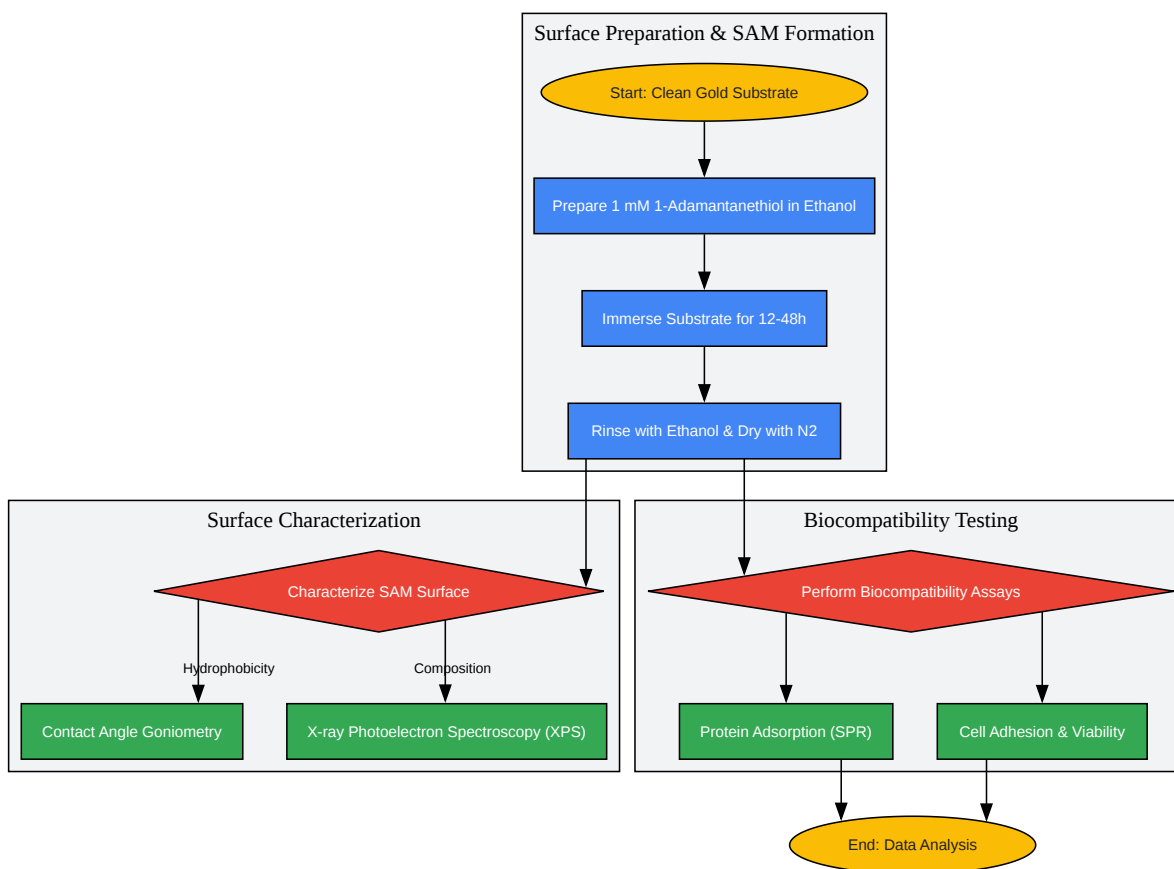 Surface Preparation & SAM Formation
Start: Clean Gold Substrate
Prepare 1 mM 1-Adamantanethiol in Ethanol
Immerse Substrate for 12-48h
Rinse with Ethanol & Dry with N2
Surface Characterization
Characterize SAM Surface
Hydrophobicity
Composition
Contact Angle Goniometry
X-ray Photoelectron Spectroscopy (XPS)
Biocompatibility Testing
Perform Biocompatibility Assays
Protein Adsorption (SPR)
Cell Adhesion & Viability
End: Data Analysis